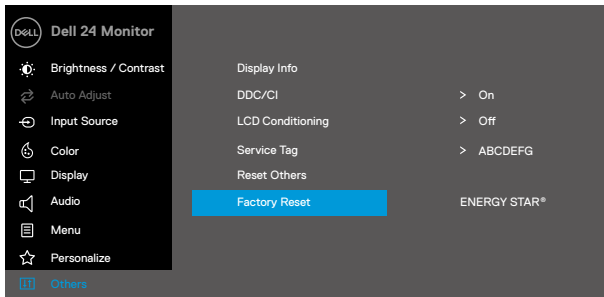 DELL Dell 24 Monitor
Brightness / Contrast Display Info
Auto Adjust DDC/CI > On
Input Source LCD Conditioning > Off
Color Service Tag > ABCDEFG
Display Reset Others
Audio Factory Reset ENERGY STAR®
Menu
Personalize
Others